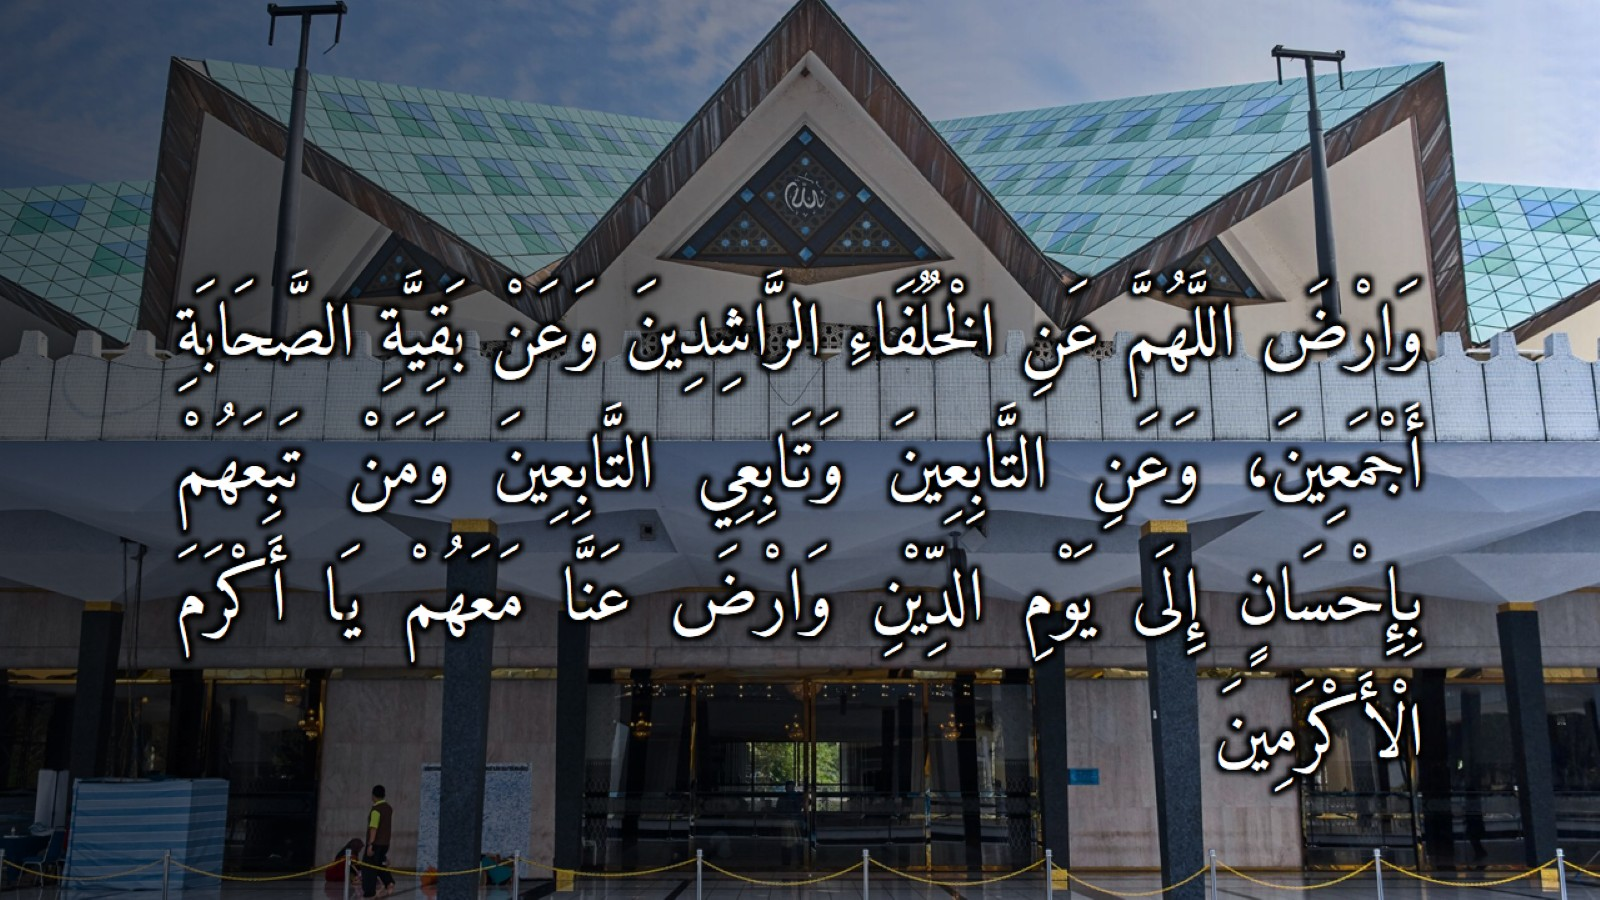 الله
وَارْضَ اللَّهُمَّ عَنِ الْخُلَفَاءِ الرَّاشِدِينَ وَعَنْ بَقِيَّةِ الصَّحَابَةِ
أَجْمَعِينَ، وَعَنِ التَّابِعِينَ وَتَابِعِي التَّابِعِينَ وَمَنْ تَبِعَهُمْ
بِإِحْسَانٍ إِلَى يَوْمِ الدِّيْنِ وَارْضَ عَنَّا مَعَهُمْ يَا أَكْرَمَ
الْأَكْرَمِينَ